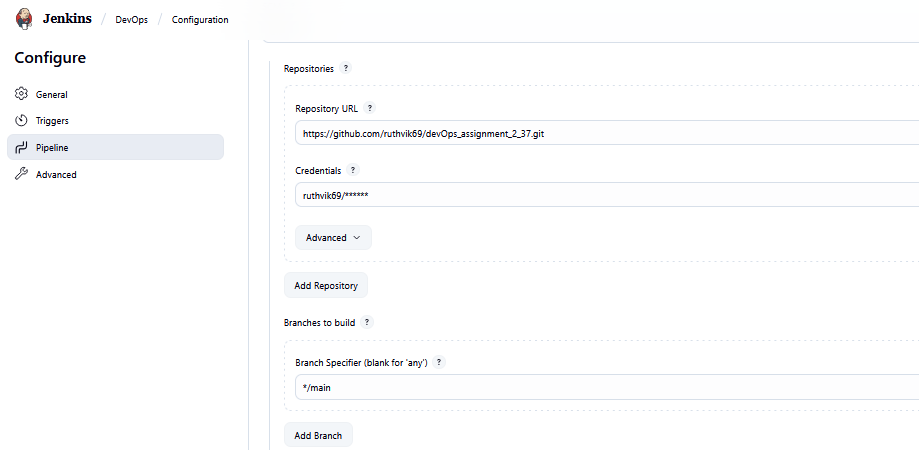 Jenkins / DevOps / Configuration
Configure
General
Triggers
Pipeline
Advanced
Repositories ?
Repository URL ?
https://github.com/ruthvik69/devOps_assignment_2_37.git
Credentials ?
ruthvik69/******
Advanced
Add Repository
Branches to build ?
Branch Specifier (blank for 'any') ?
*/main
Add Branch